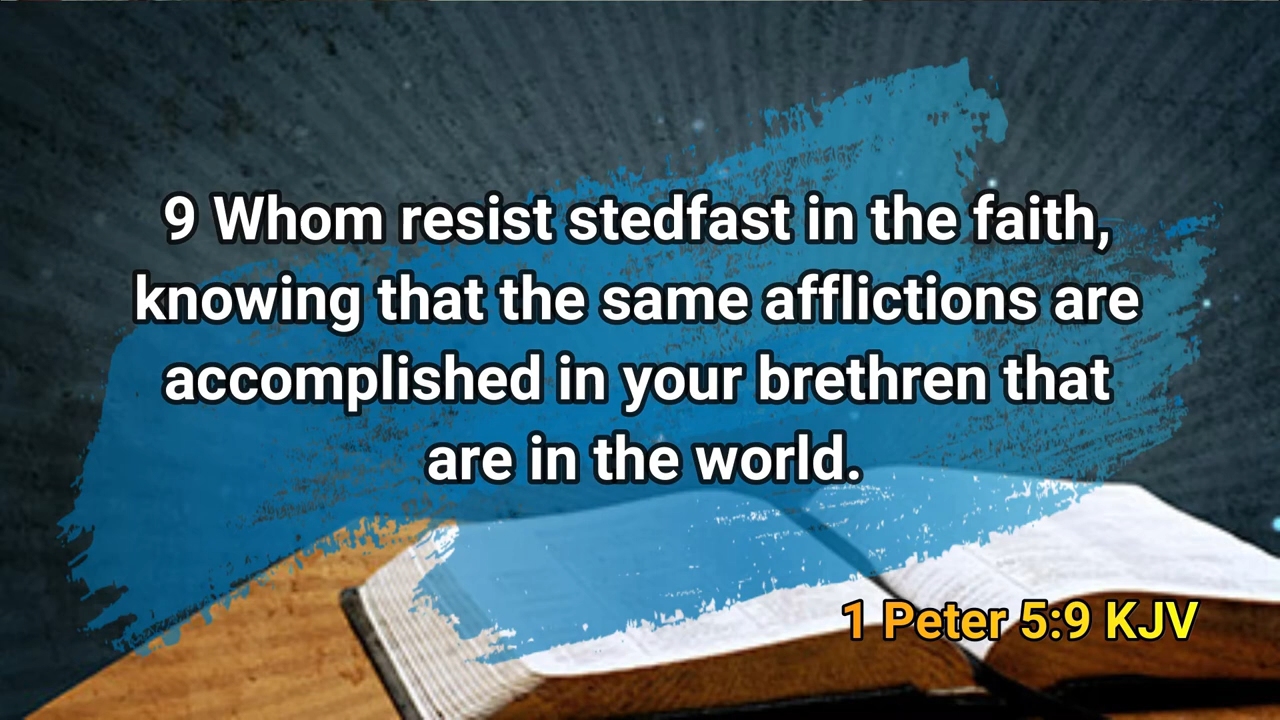 9 Whom resist stedfast in the faith,
knowing that the same afflictions are
accomplished in your brethren that
are in the world.
1 Peter 5:9 KJV